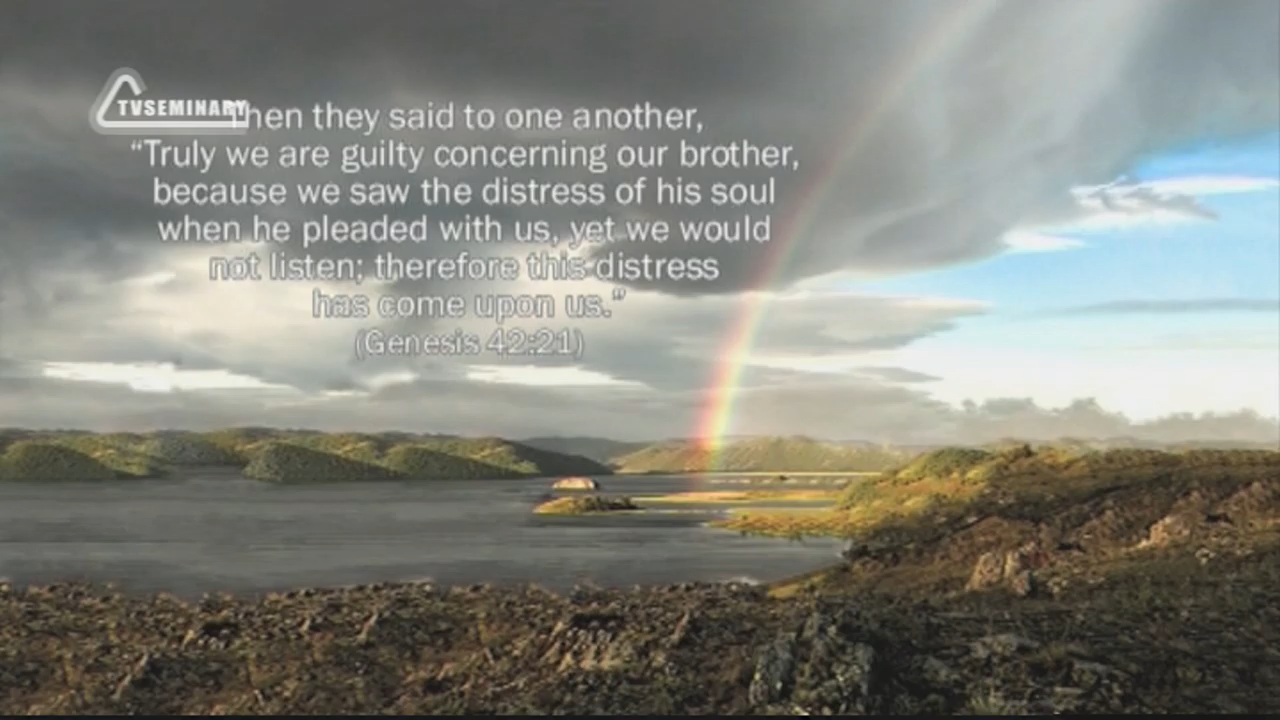 TVSEMINARY
Then they said to one another,
“Truly we are guilty concerning our brother,
because we saw the distress of his soul
when he pleaded with us, yet we would
not listen; therefore this distress
has come upon us.”
(Genesis 42:21)